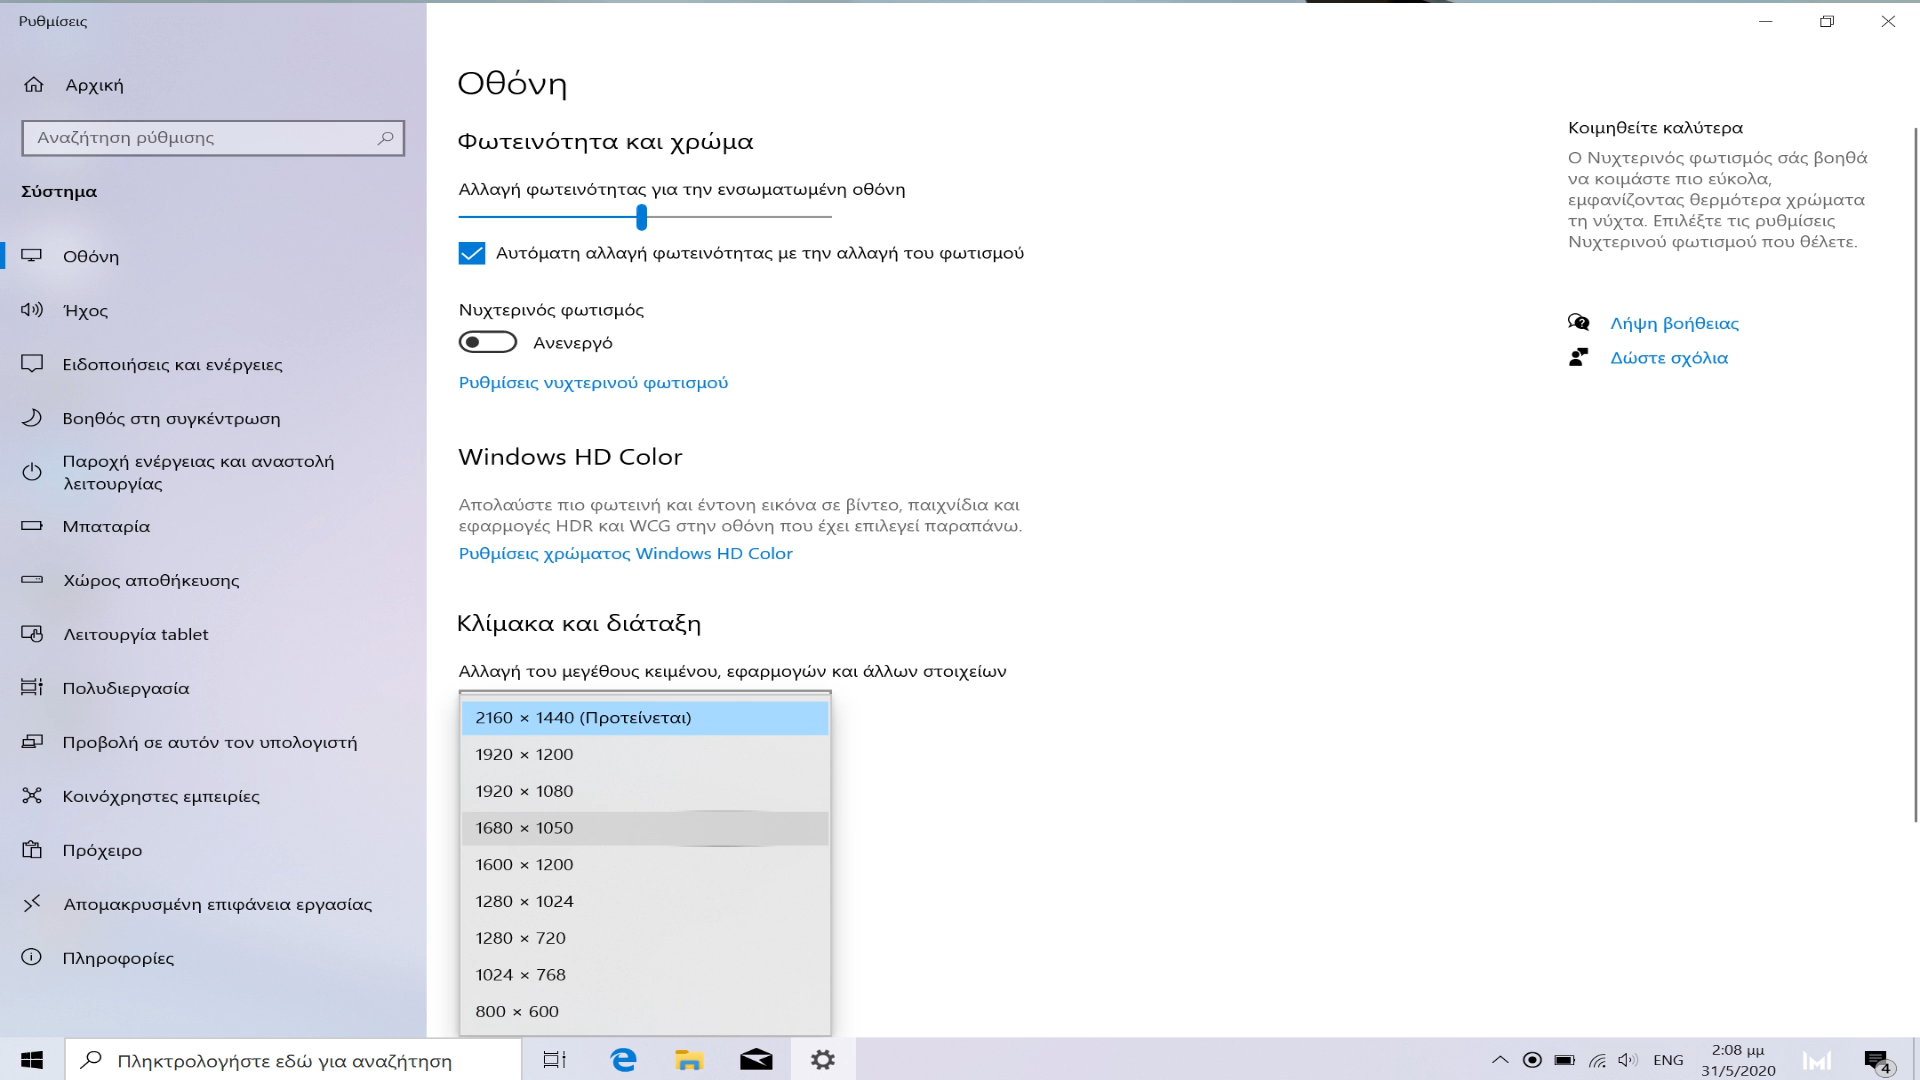 Ρυθμίσεις
Αρχική
Αναζήτηση ρύθμισης
Σύστημα
Οθόνη
Ήχος
Ειδοποιήσεις και ενέργειες
Βοηθός στη συγκέντρωση
Παροχή ενέργειας και αναστολή
λειτουργίας
Μπαταρία
Χώρος αποθήκευσης
Λειτουργία tablet
Πολυδιεργασία
Προβολή σε αυτόν τον υπολογιστή
Κοινόχρηστες εμπειρίες
Πρόχειρο
Απομακρυσμένη επιφάνεια εργασίας
Πληροφορίες
Οθόνη
Φωτεινότητα και χρώμα
Αλλαγή φωτεινότητας για την ενσωματωμένη οθόνη
Αυτόματη αλλαγή φωτεινότητας με την αλλαγή του φωτισμού
Νυχτερινός φωτισμός
Ανενεργό
Ρυθμίσεις νυχτερινού φωτισμού
Windows HD Color
Απολαύστε πιο φωτεινή και έντονη εικόνα σε βίντεο, παιχνίδια και
εφαρμογές HDR και WCG στην οθόνη που έχει επιλεγεί παραπάνω.
Ρυθμίσεις χρώματος Windows HD Color
Κλίμακα και διάταξη
Αλλαγή του μεγέθους κειμένου, εφαρμογών και άλλων στοιχείων
2160 × 1440 (Προτείνεται)
1920 × 1200
1920 × 1080
1680 × 1050
1600 × 1200
1280 × 1024
1280 × 720
1024 × 768
800 × 600
Κοιμηθείτε καλύτερα
Ο Νυχτερινός φωτισμός σάς βοηθά
να κοιμάστε πιο εύκολα,
εμφανίζοντας θερμότερα χρώματα
τη νύχτα. Επιλέξτε τις ρυθμίσεις
Νυχτερινού φωτισμού που θέλετε.
Λήψη βοήθειας
Δώστε σχόλια
Πληκτρολογήστε εδώ για αναζήτηση
ENG
2:08 μμ
31/5/2020
4